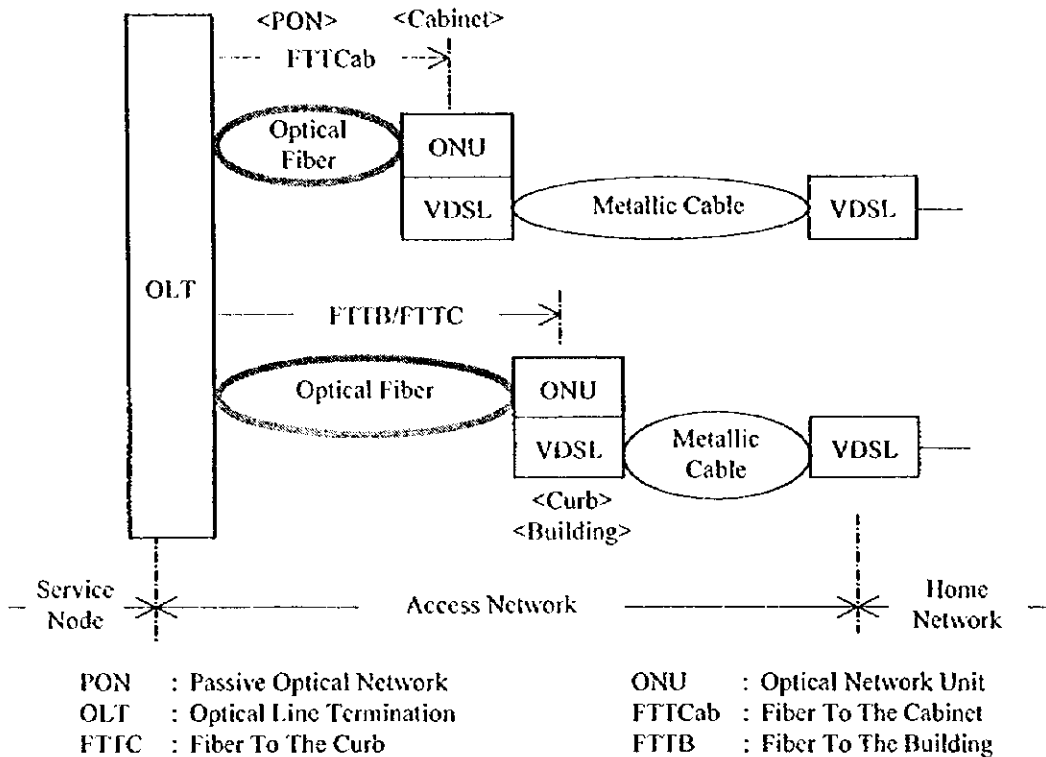 <PON> <Cabinet>
FTTCab
Optical
Fiber
ONU
VDSL
Metallic Cable
VDSL
OLT
FTTB/FTTC
Optical Fiber
ONU
VDSL
Metallic
Cable
VDSL
<Curb>
<Building>
Service
Node
Access Network
Home
Network
PON : Passive Optical Network
OLT : Optical Line Termination
FTTC : Fiber To The Curb
ONU : Optical Network Unit
FTTCab : Fiber To The Cabinet
FTTB : Fiber To The Building